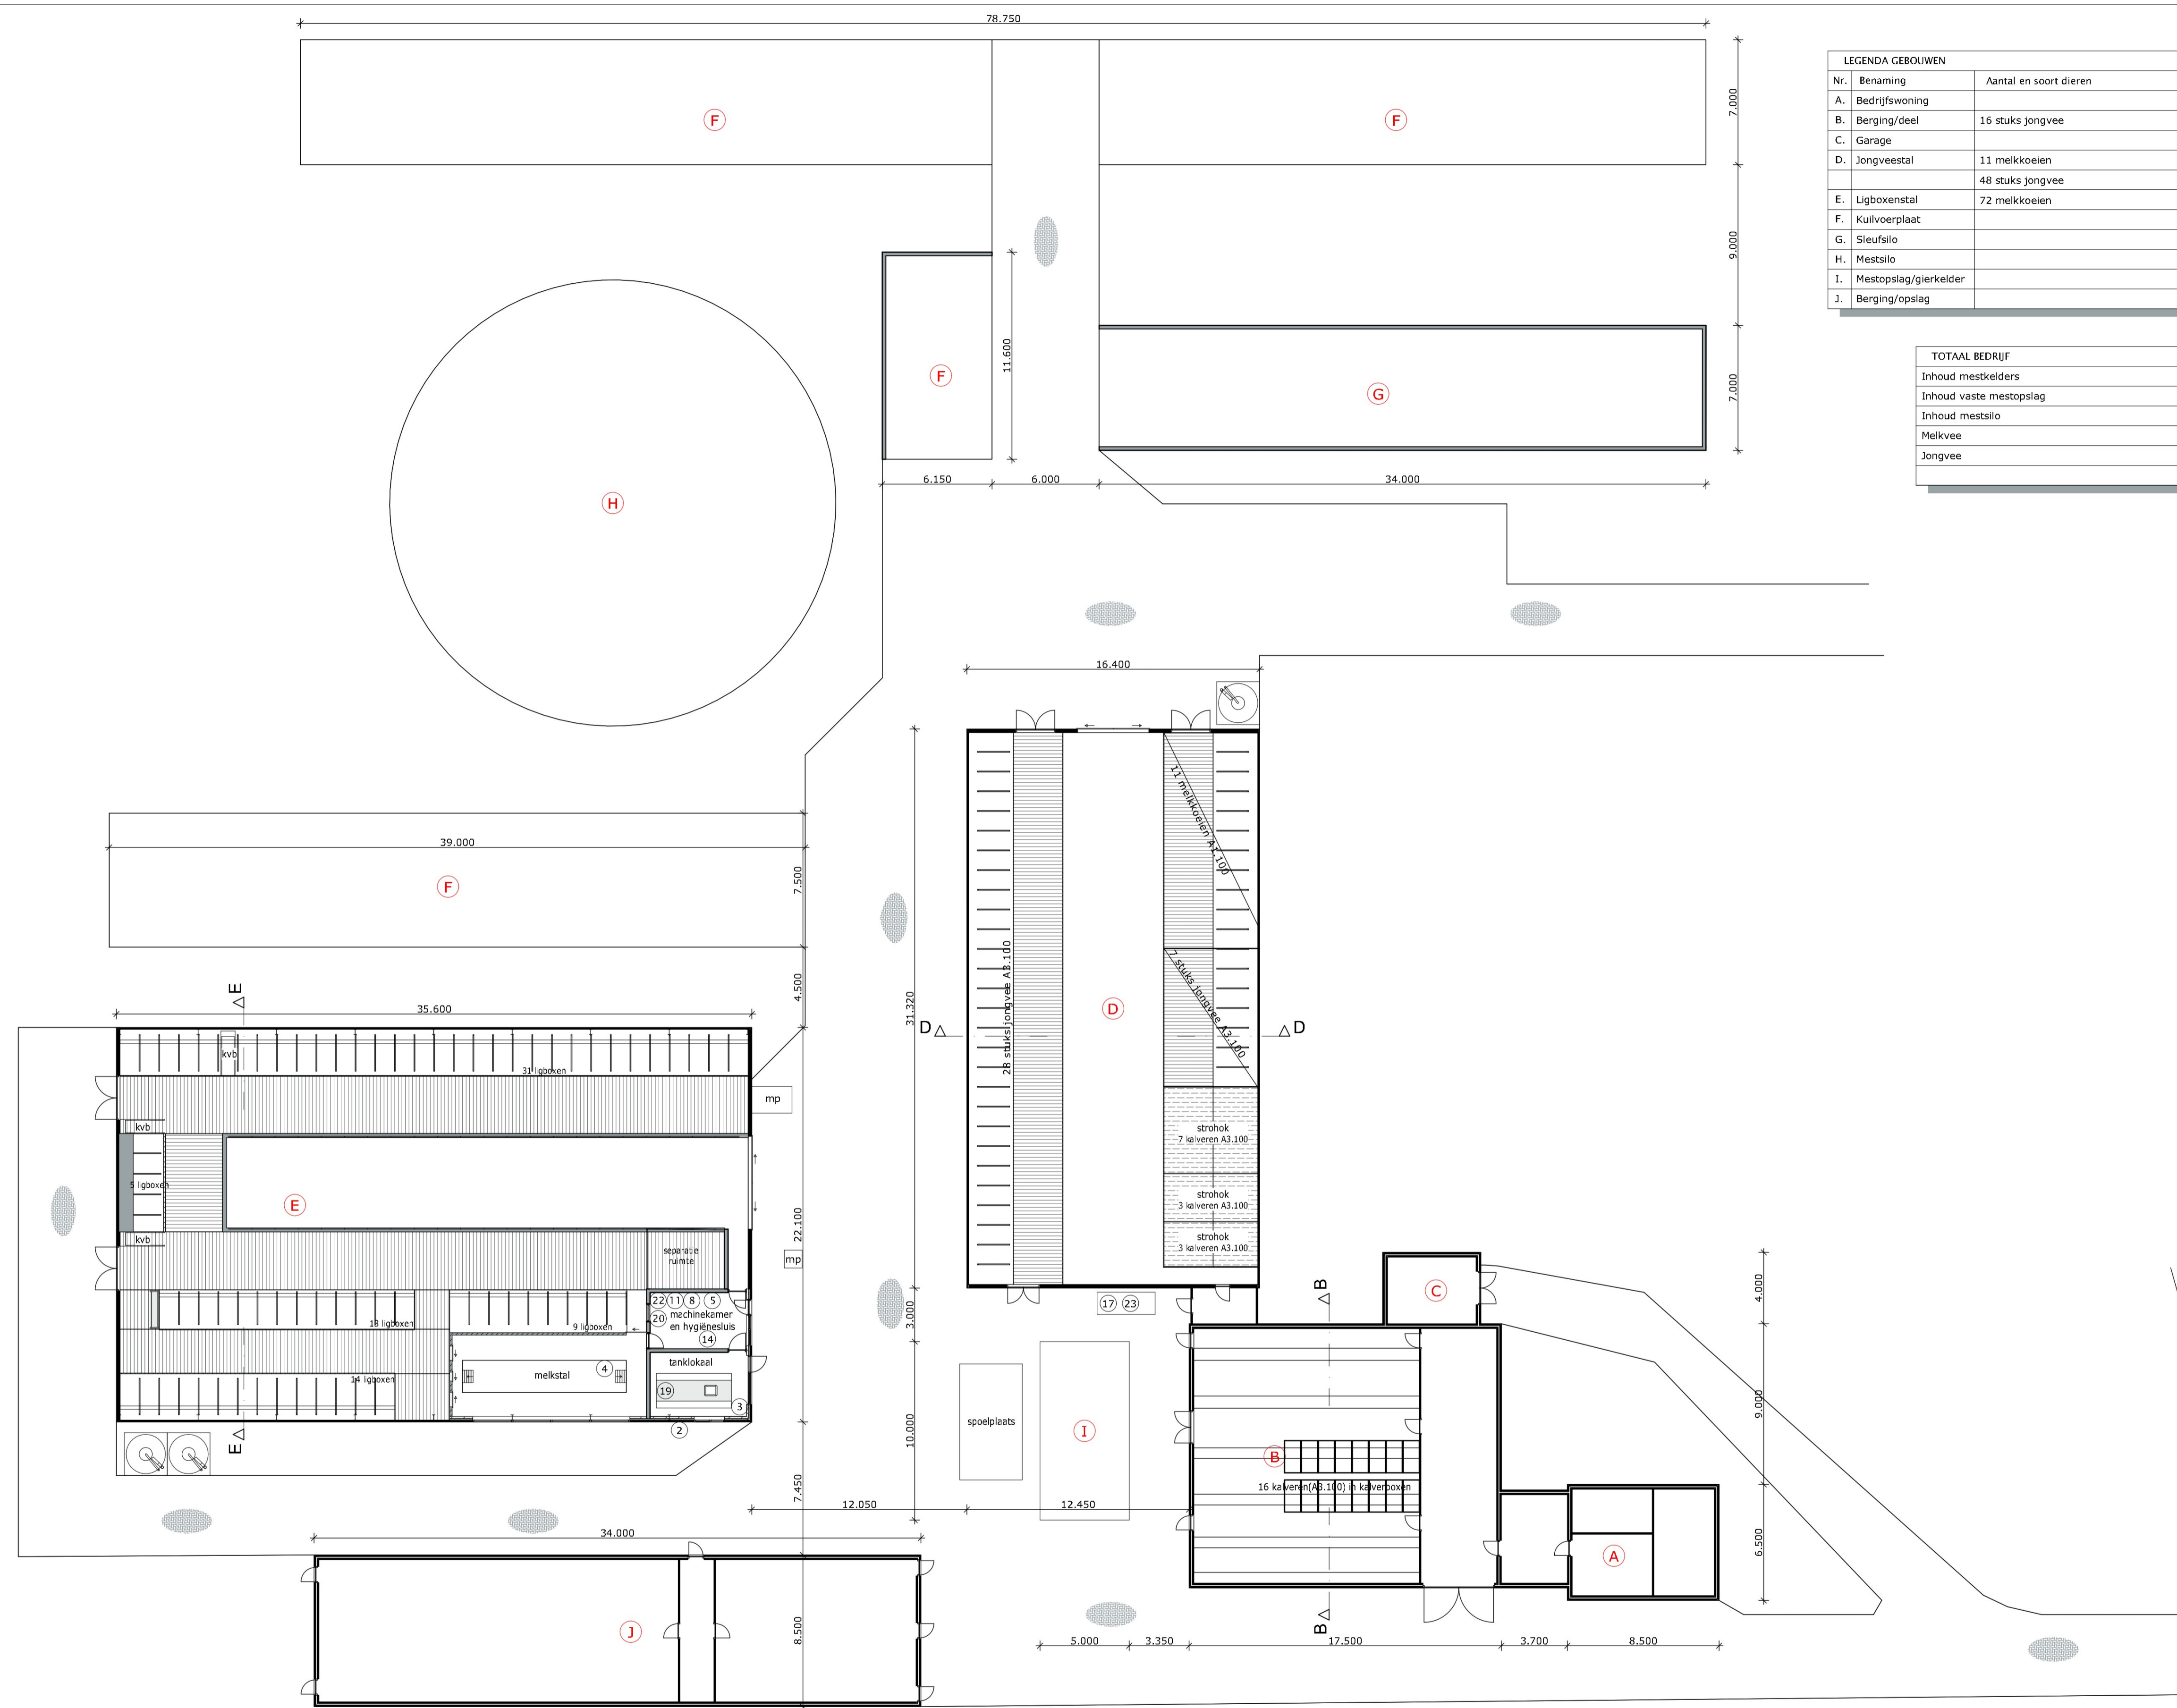 78.750
F
F
7.000
LEGENDA GEBOUWEN
Nr. Benaming Aantal en soort dieren
A. Bedrijfswoning
B. Berging/deel 16 stuks jongvee
C. Garage
D. Jongveestal 11 melkkoeien
48 stuks jongvee
E. Ligboxenstal 72 melkkoeien
F. Kuilvoerplaat
G. Sleufsilo
H. Mestsilo
I. Mestopslag/gierkelder
J. Berging/opslag
9.000
TOTAAL BEDRIJF
Inhoud mestkelders
Inhoud vaste mestopslag
Inhoud mestsilo
Melkvee
Jongvee
11.600
F
G
7.000
6.150
6.000
34.000
H
16.400
11 melkkoeien A1.100
39.000
7.500
F
28 stuks jongvee A3.100
7 stuks jongvee A3.100
4.500
31.320
D
D
D
E
35.600
kvb
31 ligboxen
mp
kvb
5 ligboxen
E
kvb
22.100
mp
separatie
ruimte
strohok
7 kalveren A3.100
strohok
3 kalveren A3.100
strohok
3 kalveren A3.100
22 11 8 5
20 machinekamer
en hygiënesluis
14
18 ligboxen
9 ligboxen
tanklokaal
4
melkstal
14 ligboxen
19
3
2
E
17 23
3.000
B
C
4.000
spoelplaats
I
10.000
B
16 kalveren(A3.100) in kalverboxen
9.000
7.450
12.050
12.450
34.000
A
6.500
J
8.500
B
5.000
3.350
17.500
3.700
8.500